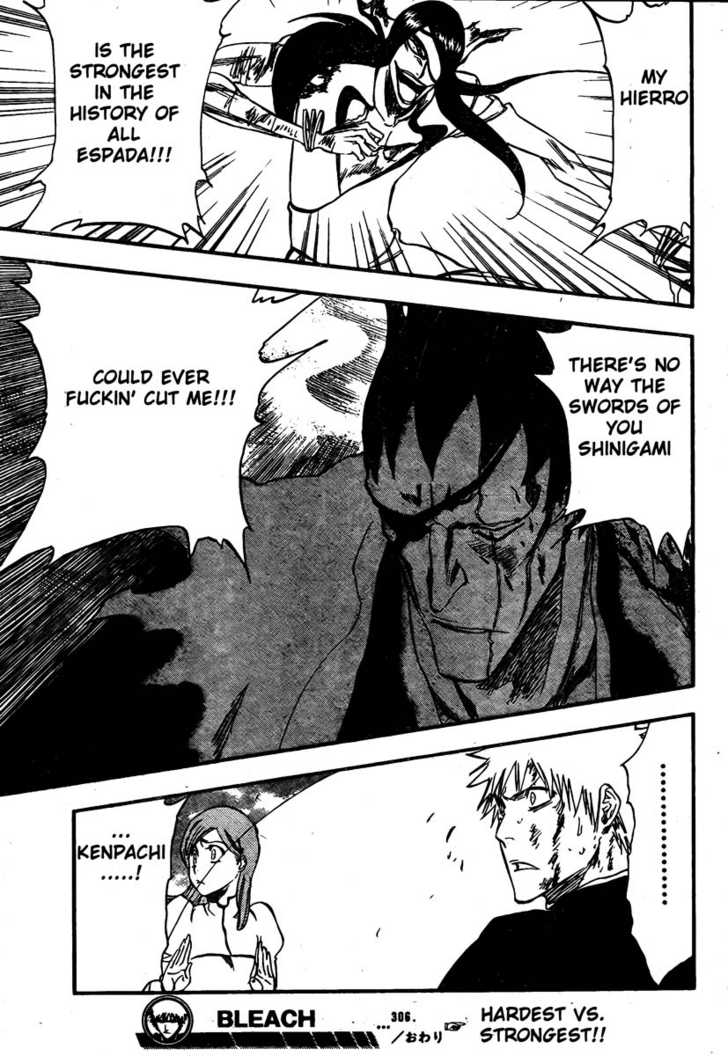 MY
HIERRO
IS THE
STRONGEST
IN THE
HISTORY OF
ALL
ESPADA!!!
THERE'S NO
WAY THE
SWORDS OF
YOU
SHINIGAMI
COULD EVER
FUCKIN' CUT ME!!!
...........
...
KENPACHI
.....!
BLEACH
... 306.
/おわり
☞
HARDEST VS.
STRONGEST!!